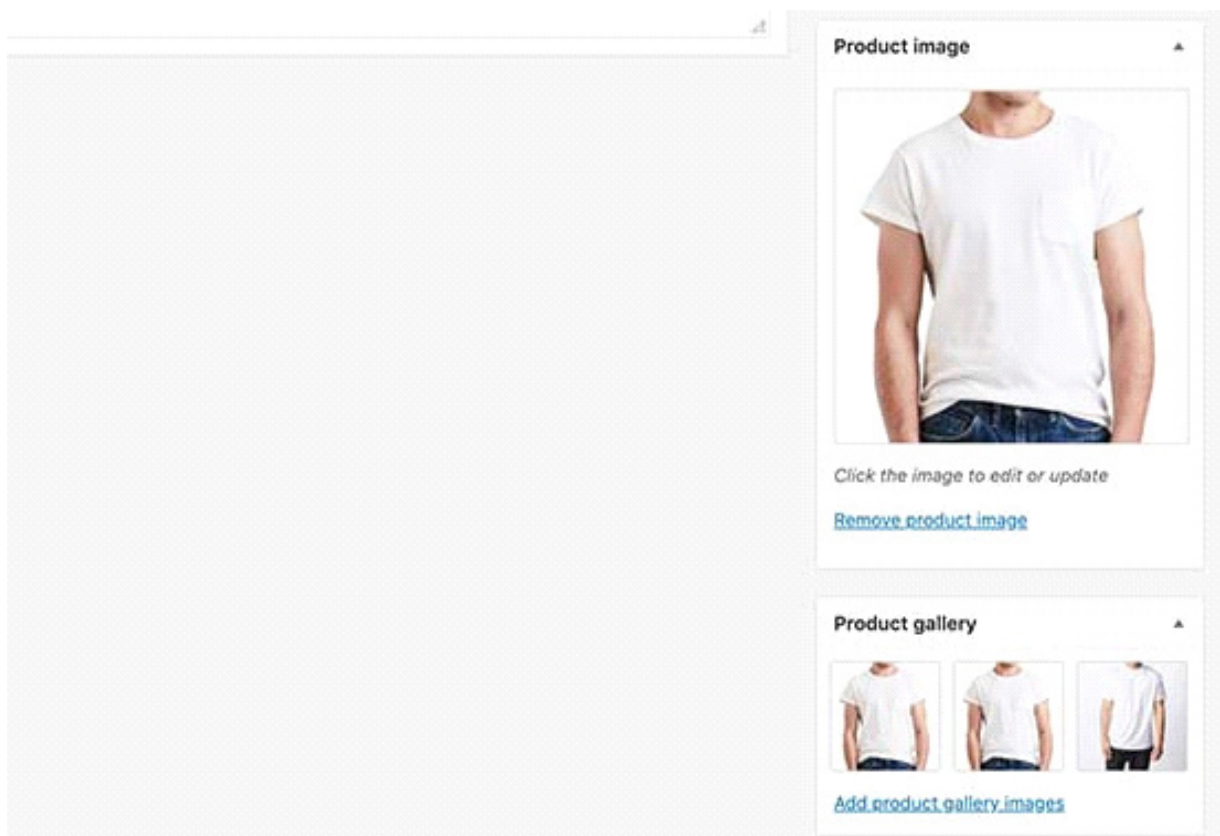 Product image
Click the image to edit or update
Remove product image
Product gallery
Add product gallery images